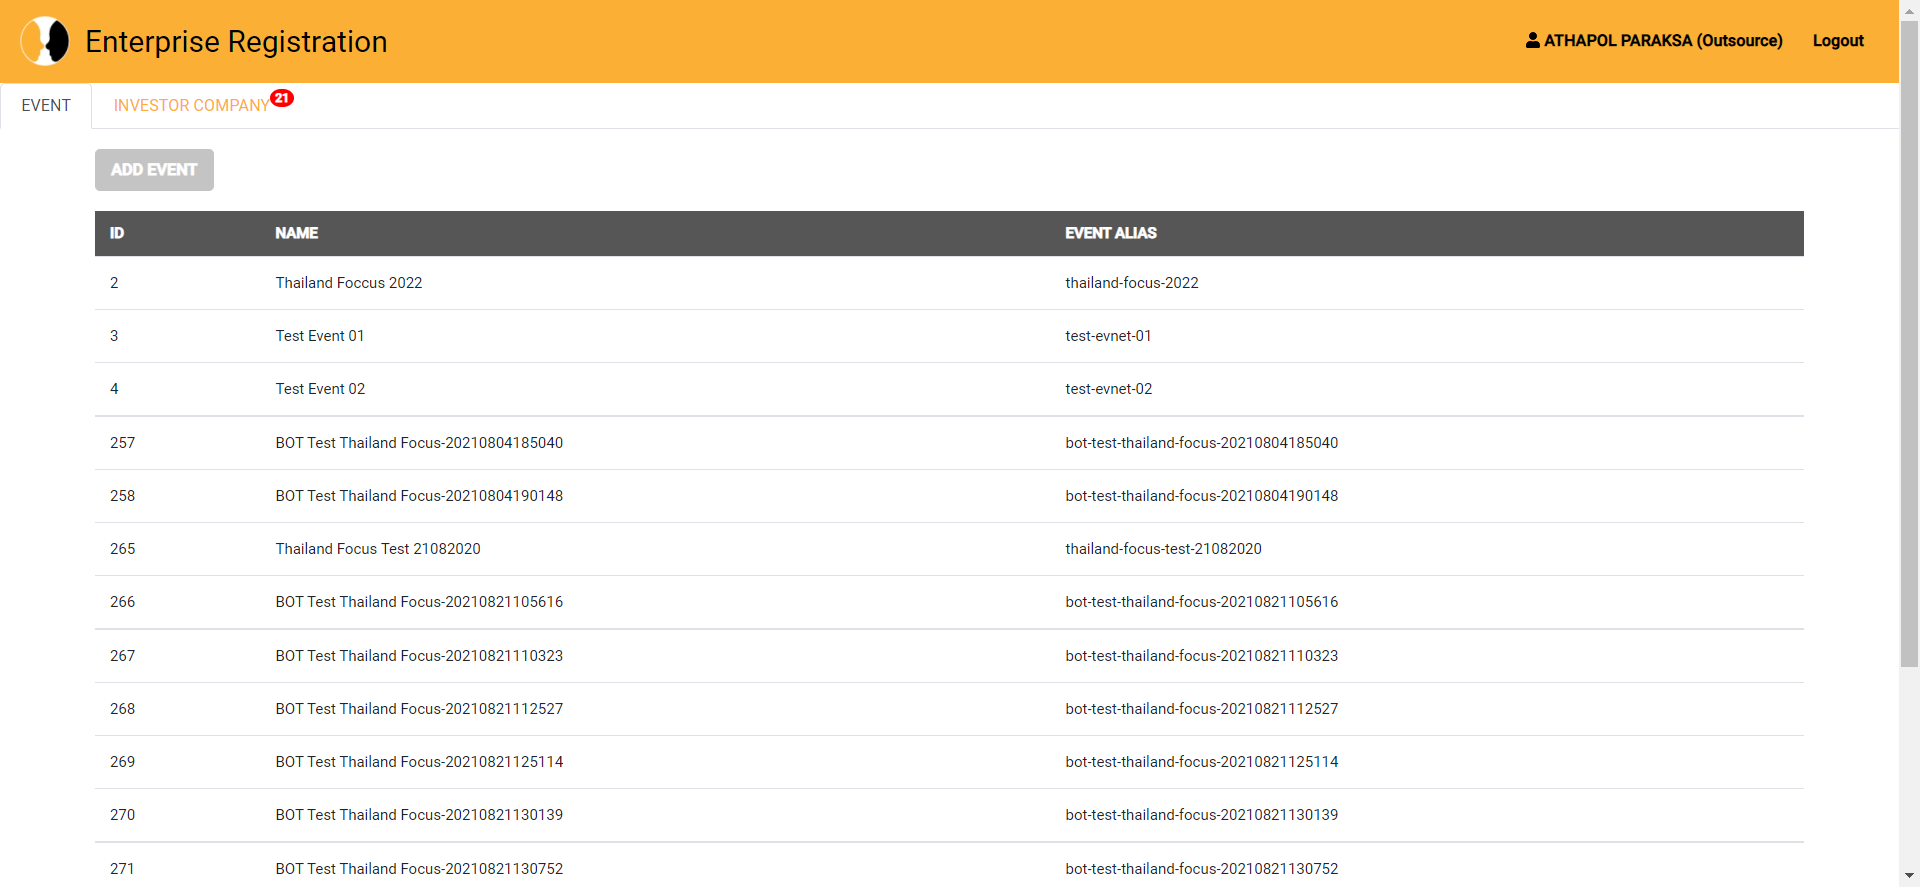 Enterprise Registration
ATHAPOL PARAKSA (Outsource) Logout
EVENT INVESTOR COMPANY 21
ADD EVENT
ID NAME EVENT ALIAS
2 Thailand Foccus 2022 thailand-focus-2022
3 Test Event 01 test-evnet-01
4 Test Event 02 test-evnet-02
257 BOT Test Thailand Focus-20210804185040 bot-test-thailand-focus-20210804185040
258 BOT Test Thailand Focus-20210804190148 bot-test-thailand-focus-20210804190148
265 Thailand Focus Test 21082020 thailand-focus-test-21082020
266 BOT Test Thailand Focus-20210821105616 bot-test-thailand-focus-20210821105616
267 BOT Test Thailand Focus-20210821110323 bot-test-thailand-focus-20210821110323
268 BOT Test Thailand Focus-20210821112527 bot-test-thailand-focus-20210821112527
269 BOT Test Thailand Focus-20210821125114 bot-test-thailand-focus-20210821125114
270 BOT Test Thailand Focus-20210821130139 bot-test-thailand-focus-20210821130139
271 BOT Test Thailand Focus-20210821130752 bot-test-thailand-focus-20210821130752